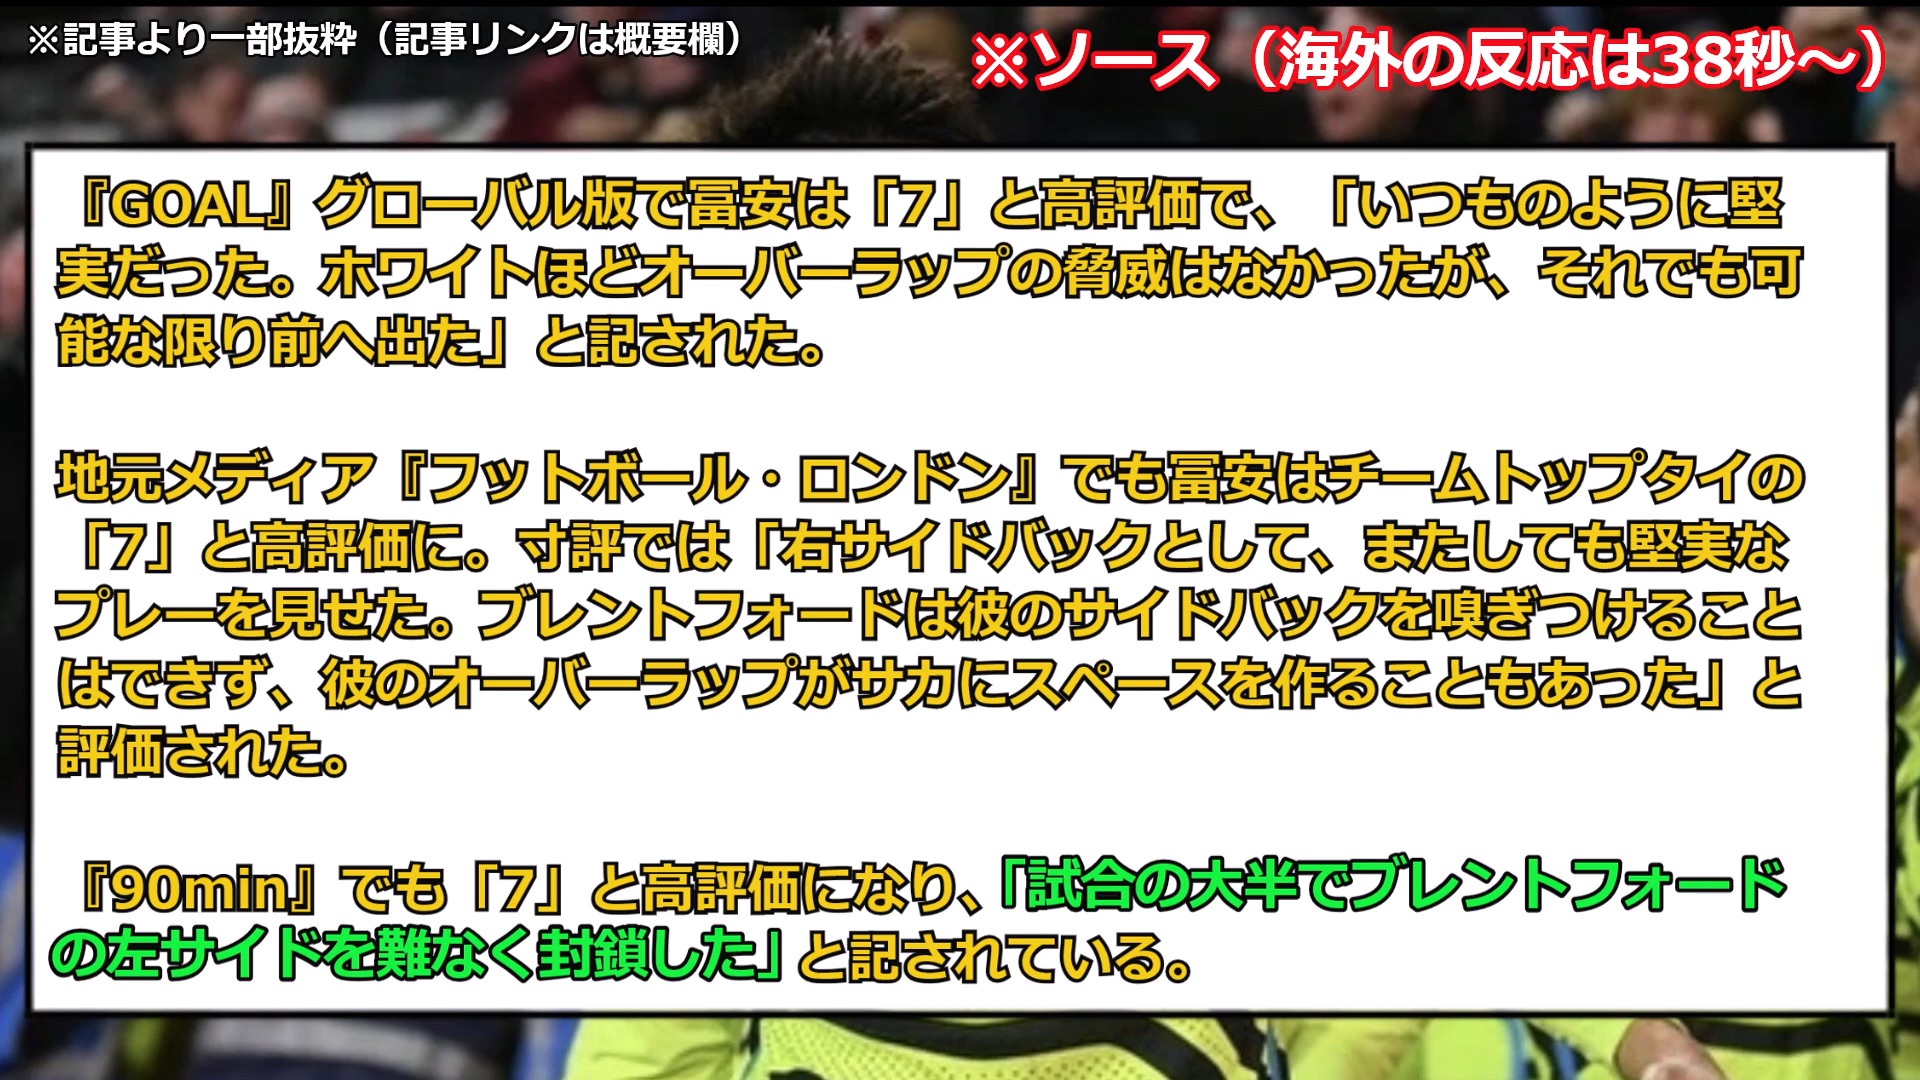 ※記事より一部抜粋（記事リンクは概要欄）
※ソース（海外の反応は38秒～）
『GOAL』グローバル版で冨安は「7」と高評価で、「いつものように堅
実だった。ホワイトほどオーバーラップの脅威はなかったが、それでも可
能な限り前へ出た」と記された。
地元メディア『フットボール・ロンドン』でも冨安はチームトップタイの
「7」と高評価に。寸評では「右サイドバックとして、またしても堅実な
プレーを見せた。ブレントフォードは彼のサイドバックを嗅ぎつけること
はできず、彼のオーバーラップがサカにスペースを作ることもあった」と
評価された。
『90min』でも「7」と高評価になり、「試合の大半でブレントフォード
の左サイドを難なく封鎖した」と記されている。